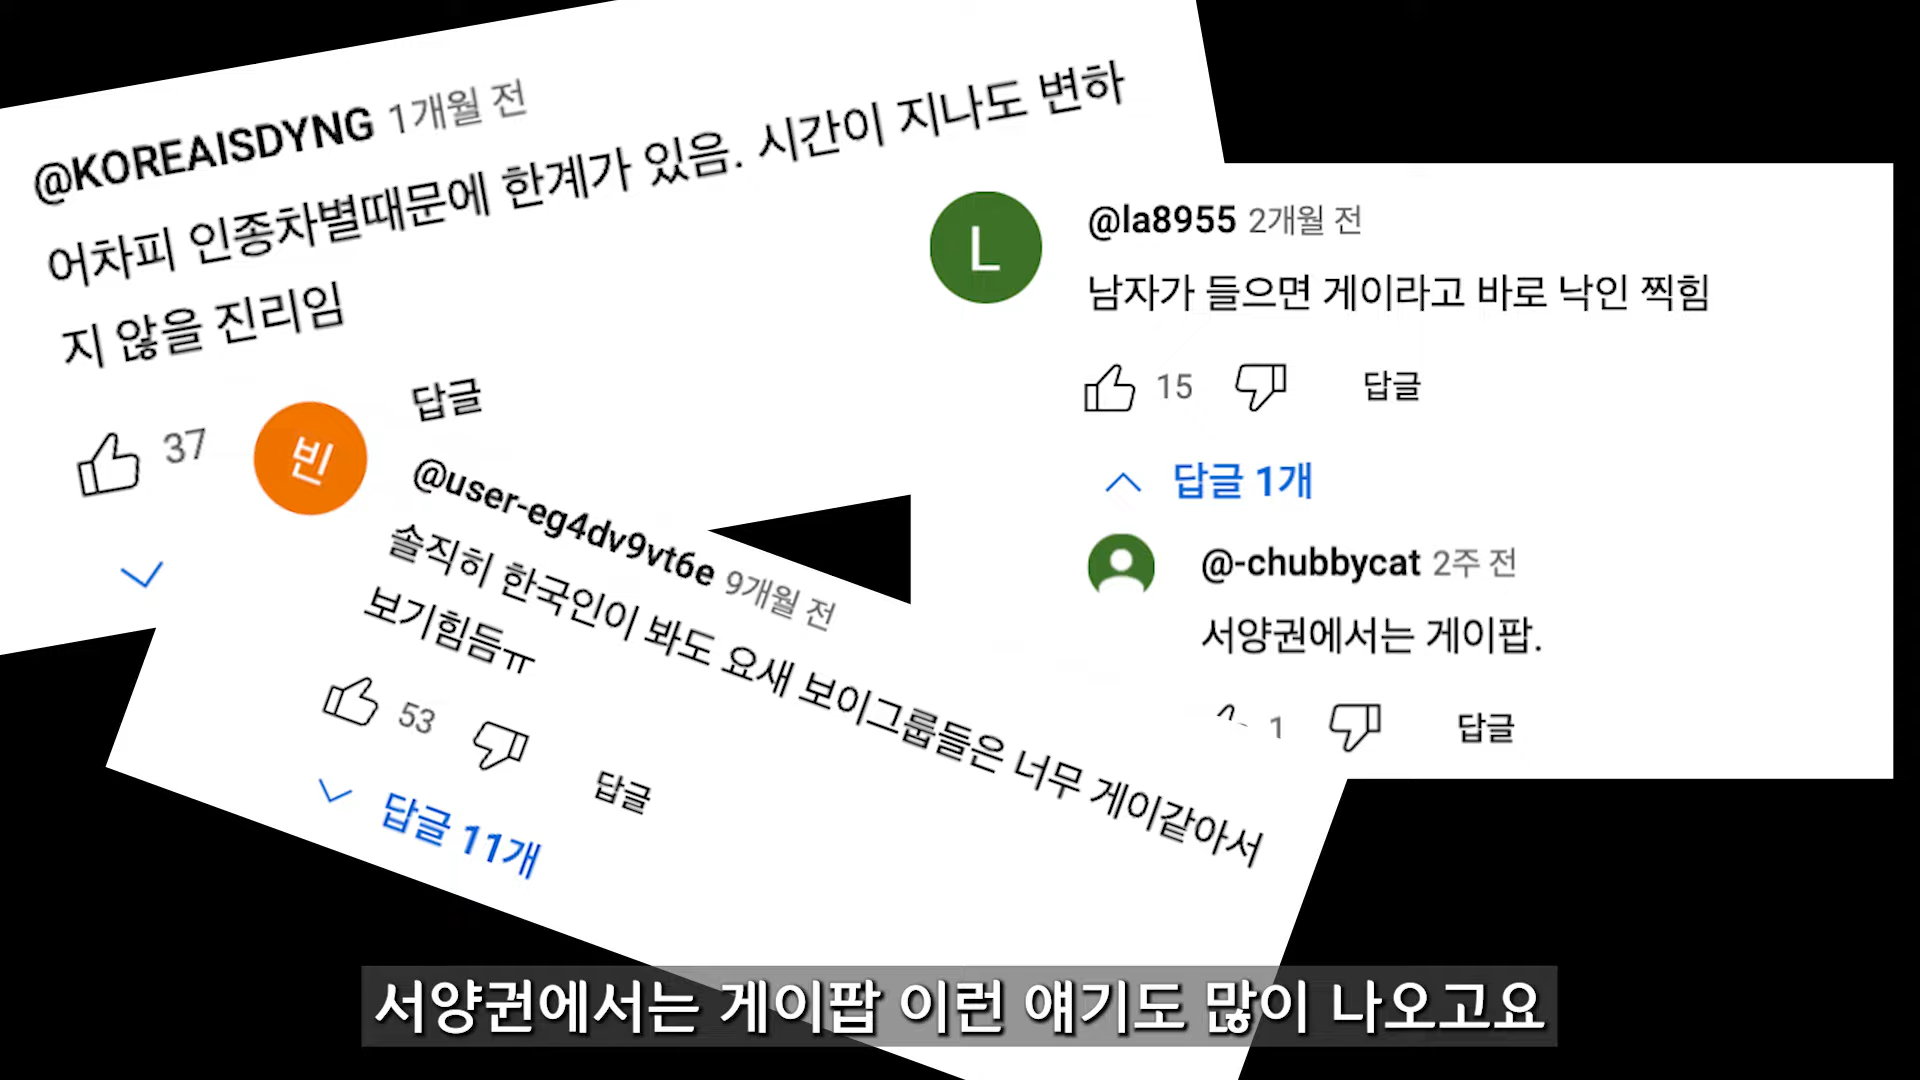 @KOREAISDYNG 1개월 전
어차피 인종차별때문에 한계가 있음. 시간이 지나도 변하
지 않을 진리임
37
답글
빈
@user-eg4dv9vt6e 9개월 전
솔직히 한국인이 봐도 요새 보이그룹들은 너무 게이같아서
보기힘듬ㅠ
53
답글
답글 11개
L
@la8955 2개월 전
남자가 들으면 게이라고 바로 낙인 찍힘
15
답글
답글 1개
@-chubbycat 2주 전
서양권에서는 게이팝.
1
답글
서양권에서는 게이팝 이런 얘기도 많이 나오고요